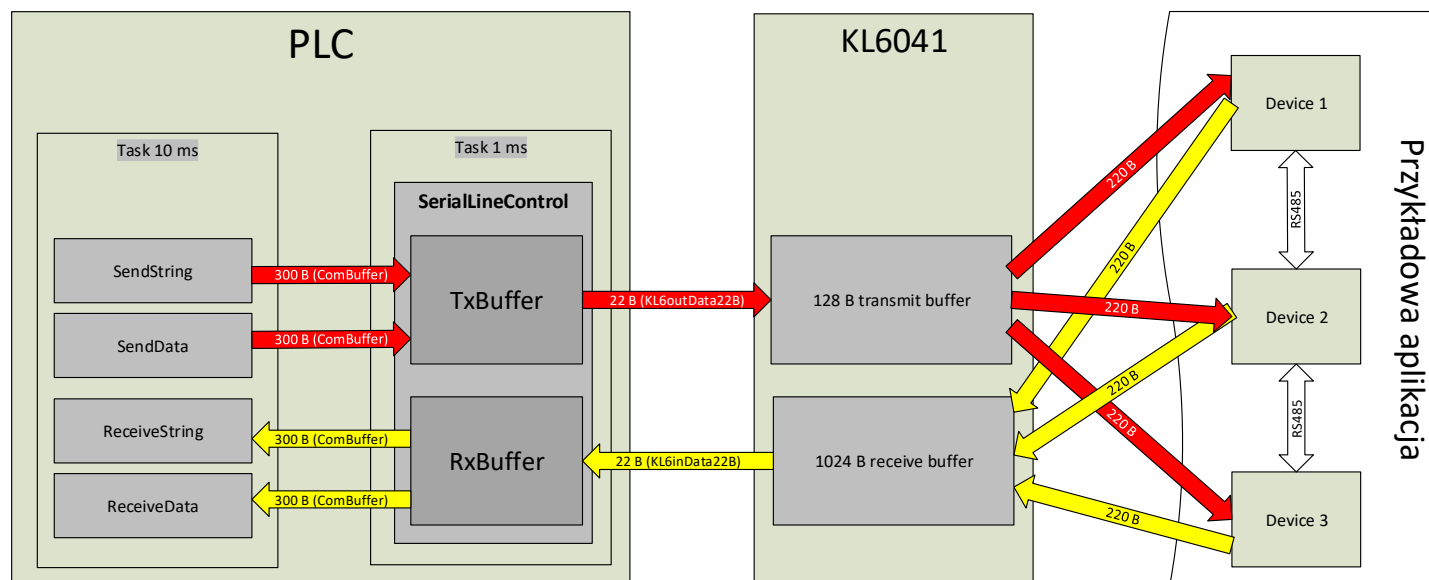 PLC
Task 10 ms
SendString
SendData
ReceiveString
ReceiveData
300 B (ComBuffer)
300 B (ComBuffer)
300 B (ComBuffer)
300 B (ComBuffer)
Task 1 ms
SerialLineControl
TxBuffer
RxBuffer
22 B (KL6outData22B)
22 B (KL6inData22B)
KL6041
128 B transmit buffer
1024 B receive buffer
220 B
220 B
220 B
220 B
220 B
220 B
Device 1
RS485
Device 2
RS485
Device 3
Przykładowa aplikacja